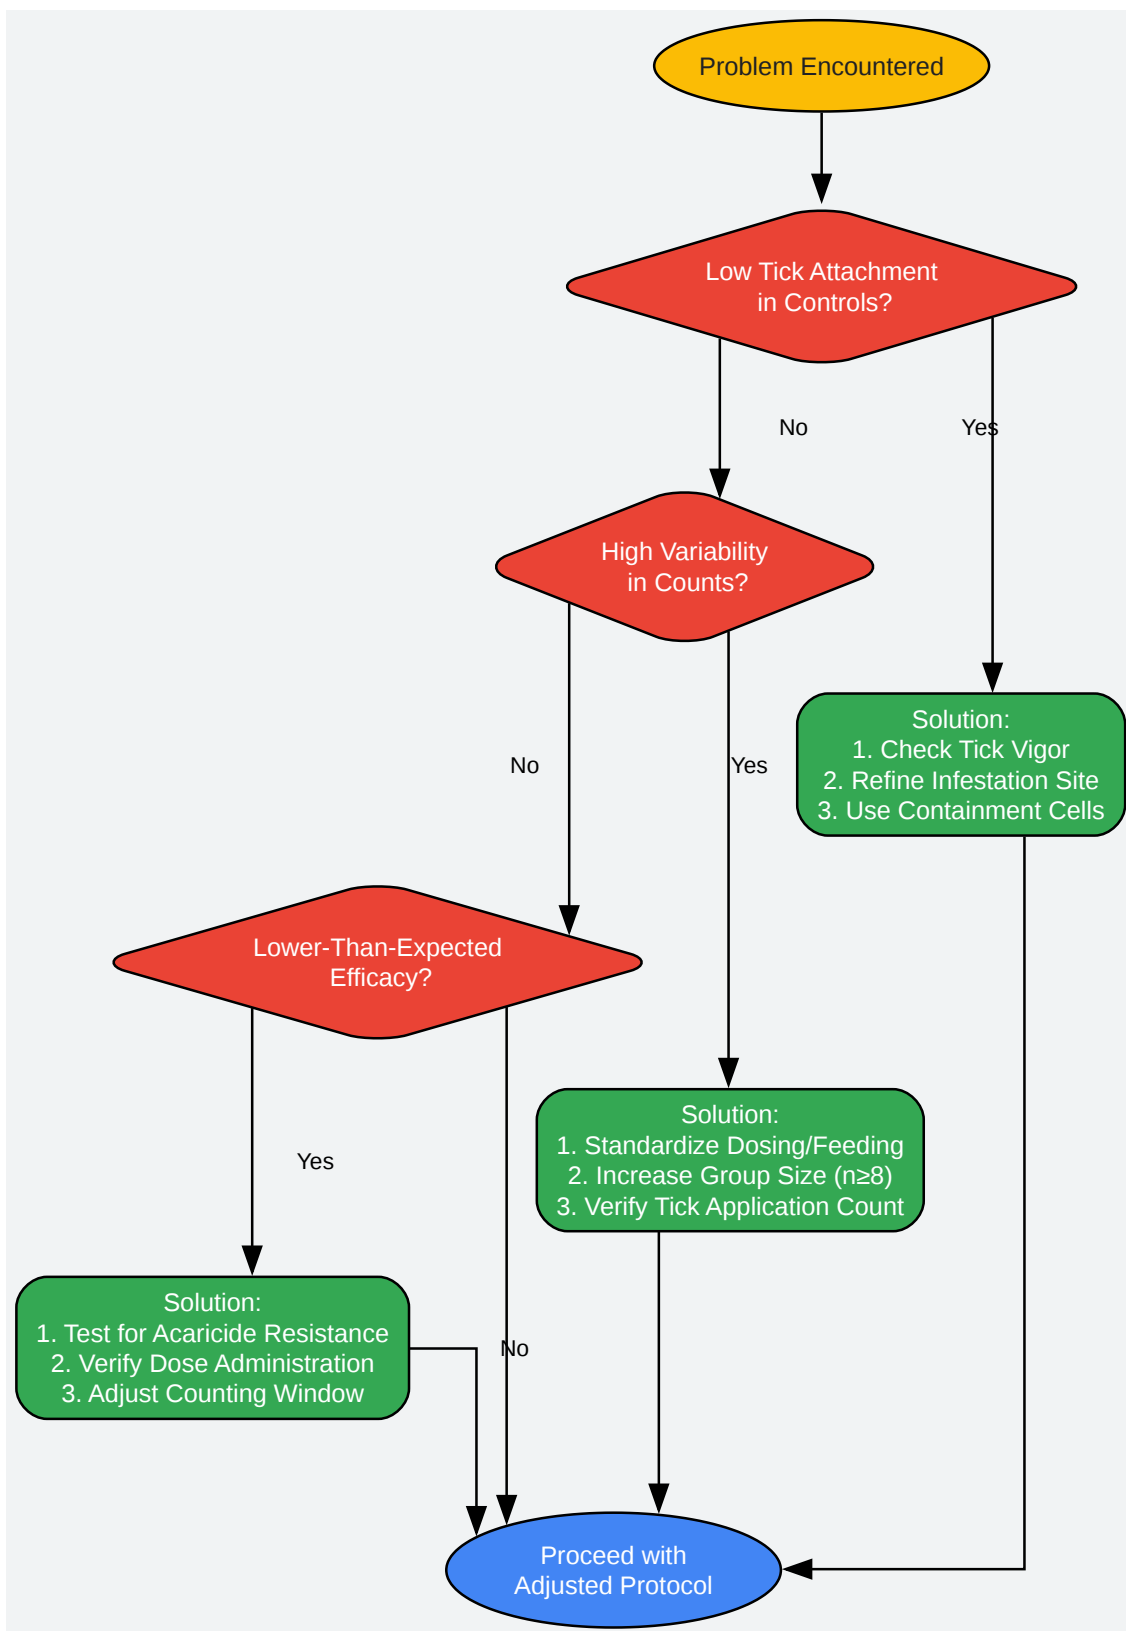 Problem Encountered
Low Tick Attachment
in Controls?
No
Yes
High Variability
in Counts?
No
Yes
Solution:
1. Check Tick Vigor
2. Refine Infestation Site
3. Use Containment Cells
Lower-Than-Expected
Efficacy?
Yes
No
Solution:
1. Standardize Dosing/Feeding
2. Increase Group Size (n≥8)
3. Verify Tick Application Count
Solution:
1. Test for Acaricide Resistance
2. Verify Dose Administration
3. Adjust Counting Window
Proceed with
Adjusted Protocol